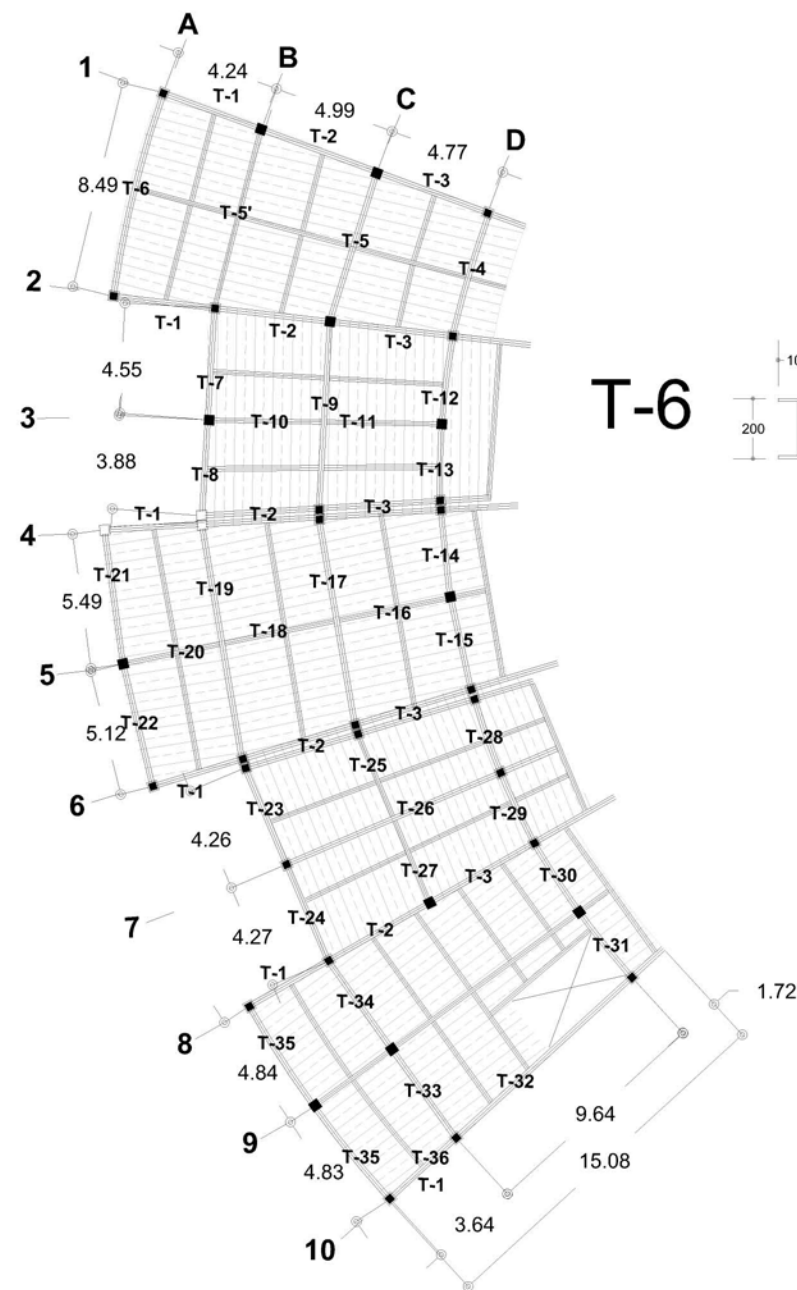 A
1
B
4.24
T-1
C
4.99
T-2
D
4.77
T-3
8.49
T-6
T-5'
T-5
T-4
2
T-1
T-2
T-3
4.55
T-7
T-9
T-12
T-6
10
200
3
T-10
T-11
3.88
T-8
T-13
T-1
T-2
T-3
4
T-21
T-19
T-17
T-14
5.49
T-16
T-18
T-20
T-15
5
T-22
5.12
T-3
T-2
T-28
6
T-1
T-25
T-23
T-26
T-29
4.26
T-27
T-3
T-30
7
T-24
T-2
4.27
T-1
T-31
1.72
T-34
8
T-35
4.84
T-33
T-32
9.64
9
T-35
T-36
15.08
4.83
T-1
3.64
10